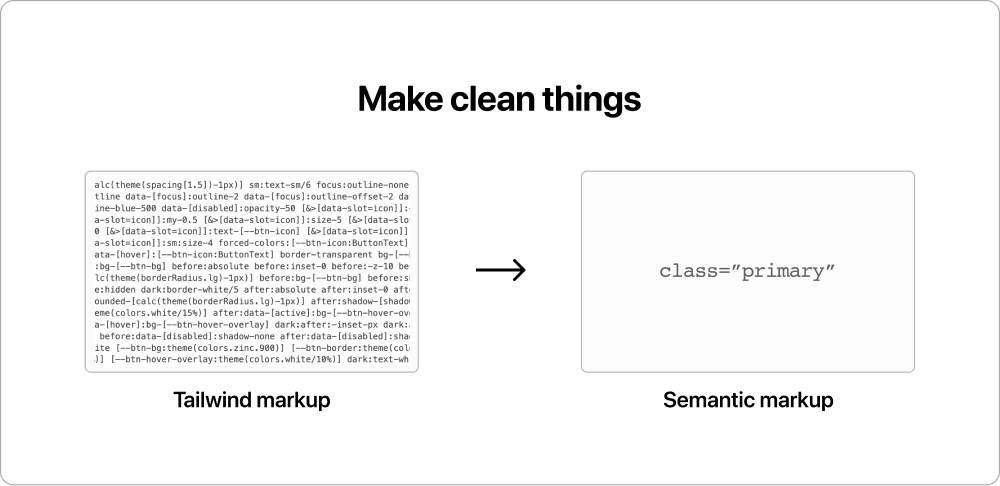 Make clean things
alc(theme(spacing[1.5])-1px)] sm:text-sm/6 focus:outline-none
tline data-[focus]:outline-2 data-[focus]:outline-offset-2 dat
ine-blue-500 data-[disabled]:opacity-50 [&>[data-slot=icon]]:-
a-slot=icon]]:my-0.5 [&>[data-slot=icon]]:size-5 [&>[data-slot
0 [&>[data-slot=icon]]:text-[--btn-icon] [&>[data-slot=icon]]
a-slot=icon]]:sm:size-4 forced-colors:[--btn-icon:ButtonText]
ata-[hover]:[--btn-icon:ButtonText] border-transparent bg-[--b
:bg-[--btn-bg] before:absolute before:inset-0 before:-z-10 be
lc(theme(borderRadius.lg)-1px)] before:bg-[--btn-bg] before:sh
e:hidden dark:border-white/5 after:absolute after:inset-0 afte
ounded-[calc(theme(borderRadius.lg)-1px)] after:shadow-[shadow
eme(colors.white/15%)] after:data-[active]:bg-[--btn-hover-ove
a-[hover]:bg-[--btn-hover-overlay] dark:after:-inset-px dark:a
before:data-[disabled]:shadow-none after:data-[disabled]:shad
ite [--btn-bg:theme(colors.zinc.900)] [--btn-border:theme(colo
)] [--btn-hover-overlay:theme(colors.white/10%)] dark:text-wh
class=”primary”
Tailwind markup
Semantic markup